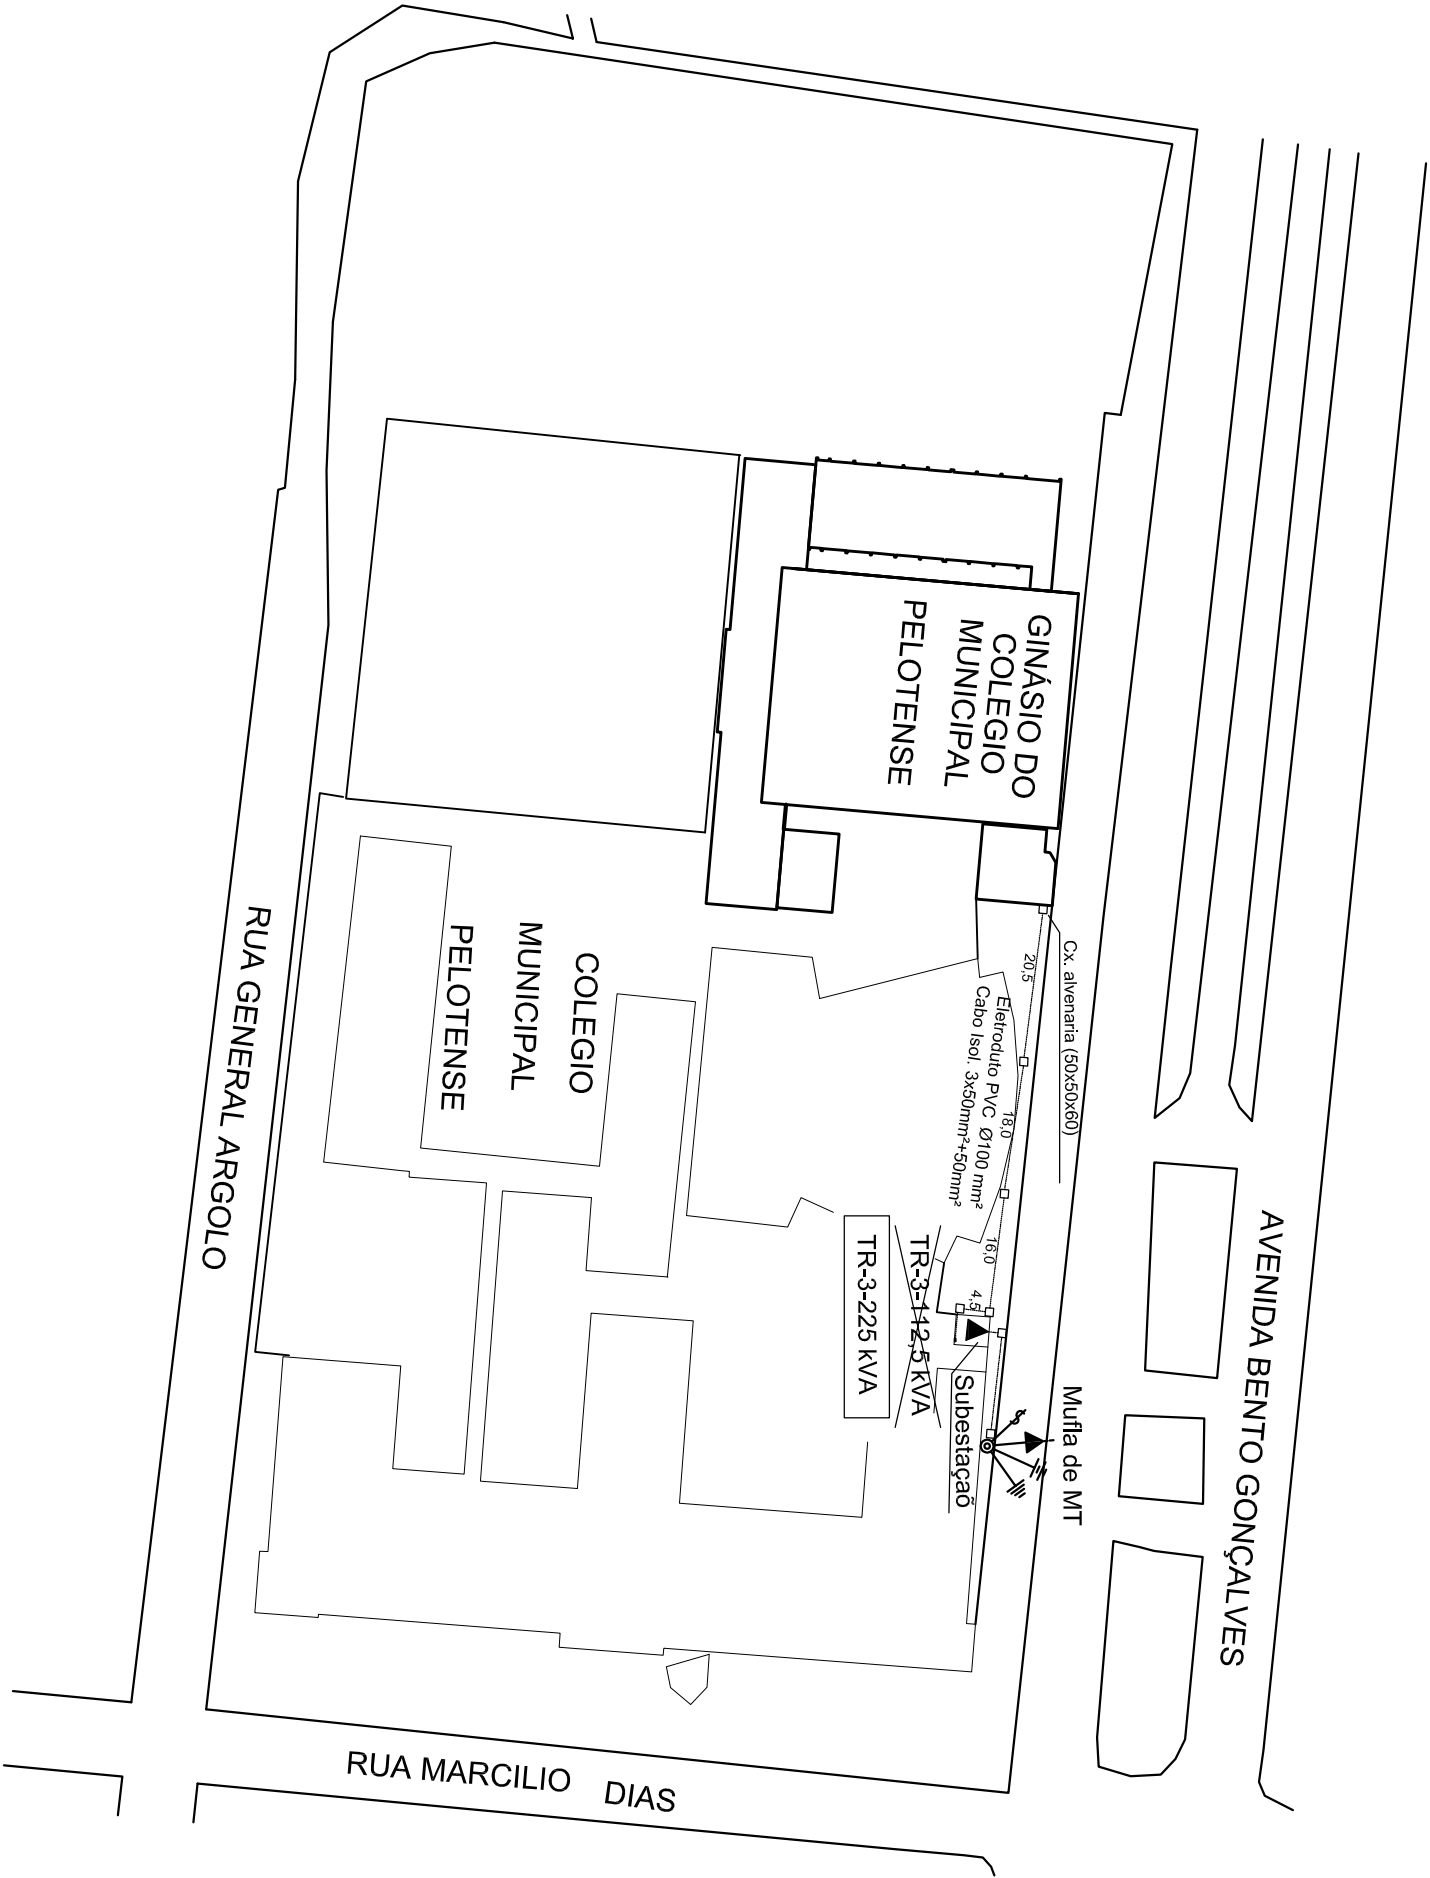 AVENIDA BENTO GONÇALVES
GINÁSIO DO
COLEGIO
MUNICIPAL
PELOTENSE
Cx. alvenaria (50x50x60)
20,5
18,0
16,0
4,5
Eletroduto PVC Ø100 mm²
Cabo Isol. 3x50mm²+50mm²
Mufla de MT
Subestaçaõ
TR-3-112,5 kVA
TR-3-225 kVA
COLEGIO
MUNICIPAL
PELOTENSE
RUA GENERAL ARGOLO
RUA MARCILIO DIAS